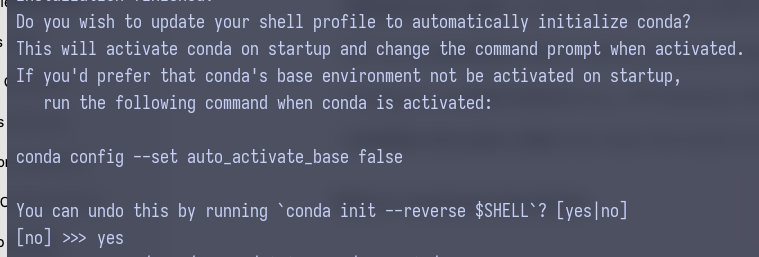 Do you wish to update your shell profile to automatically initialize conda?
This will activate conda on startup and change the command prompt when activated.
If you'd prefer that conda's base environment not be activated on startup,
   run the following command when conda is activated:

conda config --set auto_activate_base false

You can undo this by running `conda init --reverse $SHELL`? [yes|no]
[no] >>> yes